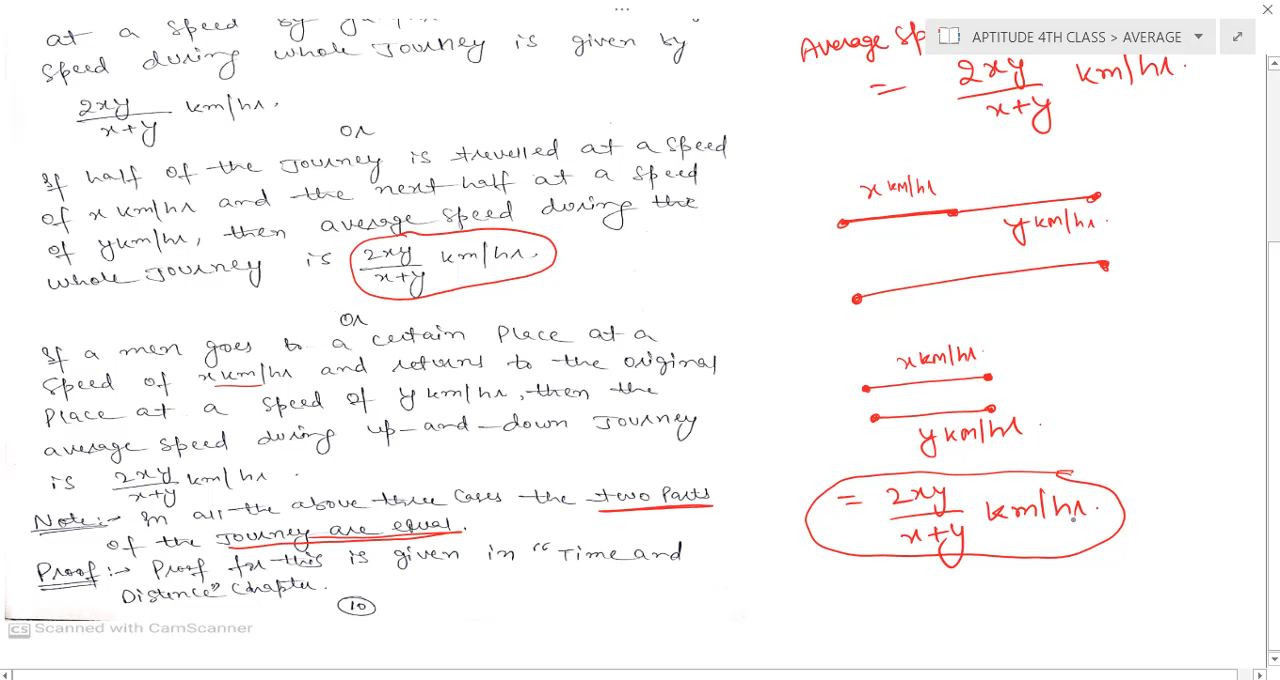 at a speed
speed during whole Journey is given by
2xy/x+y km/hr.
Or
If half of the Journey is travelled at a speed
of x km/hr and the next half at a speed
of y km/hr, then average speed during the
whole Journey is 2xy/x+y km/hr.
Or
If a men goes to a certain Place at a
speed of x km/hr and returns to the original
Place at a speed of y km/hr, then the
average speed during up-and-down Journey
is 2xy/x+y km/hr.
Note:- In all the above three Cases the two Parts
of the Journey are equal.
Proof:→ Proof for this is given in "Time and
Distence" Chapter.
10
CS Scanned with CamScanner
APTITUDE 4TH CLASS > AVERAGE
Average Sp
= 2xy/x+y km/hr.
x km/hr
y km/hr.
x km/hr.
y km/hr.
= 2xy/x+y km/hr.